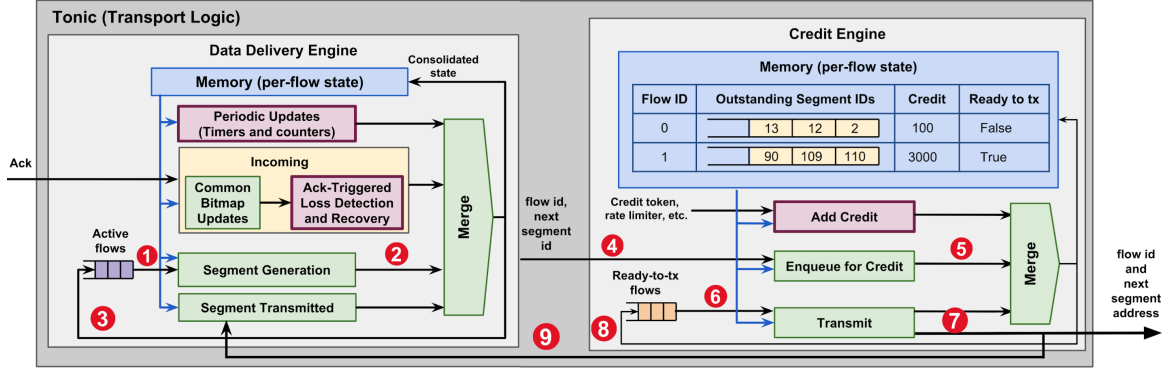 Tonic (Transport Logic)
Data Delivery Engine
Memory (per-flow state)
Consolidated
state
Periodic Updates
(Timers and counters)
Ack
Incoming
Common
Bitmap
Updates
Ack-Triggered
Loss Detection
and Recovery
Merge
Active
flows
1
Segment Generation
2
3
Segment Transmitted
flow id,
next
segment
id
4
9
Credit Engine
Memory (per-flow state)
Flow ID Outstanding Segment IDs Credit Ready to tx
0 13 12 2 100 False
1 90 109 110 3000 True
Credit token,
rate limiter, etc.
Add Credit
Enqueue for Credit
5
Ready-to-tx
flows
6
8
Transmit
7
Merge
flow id
and
next
segment
address